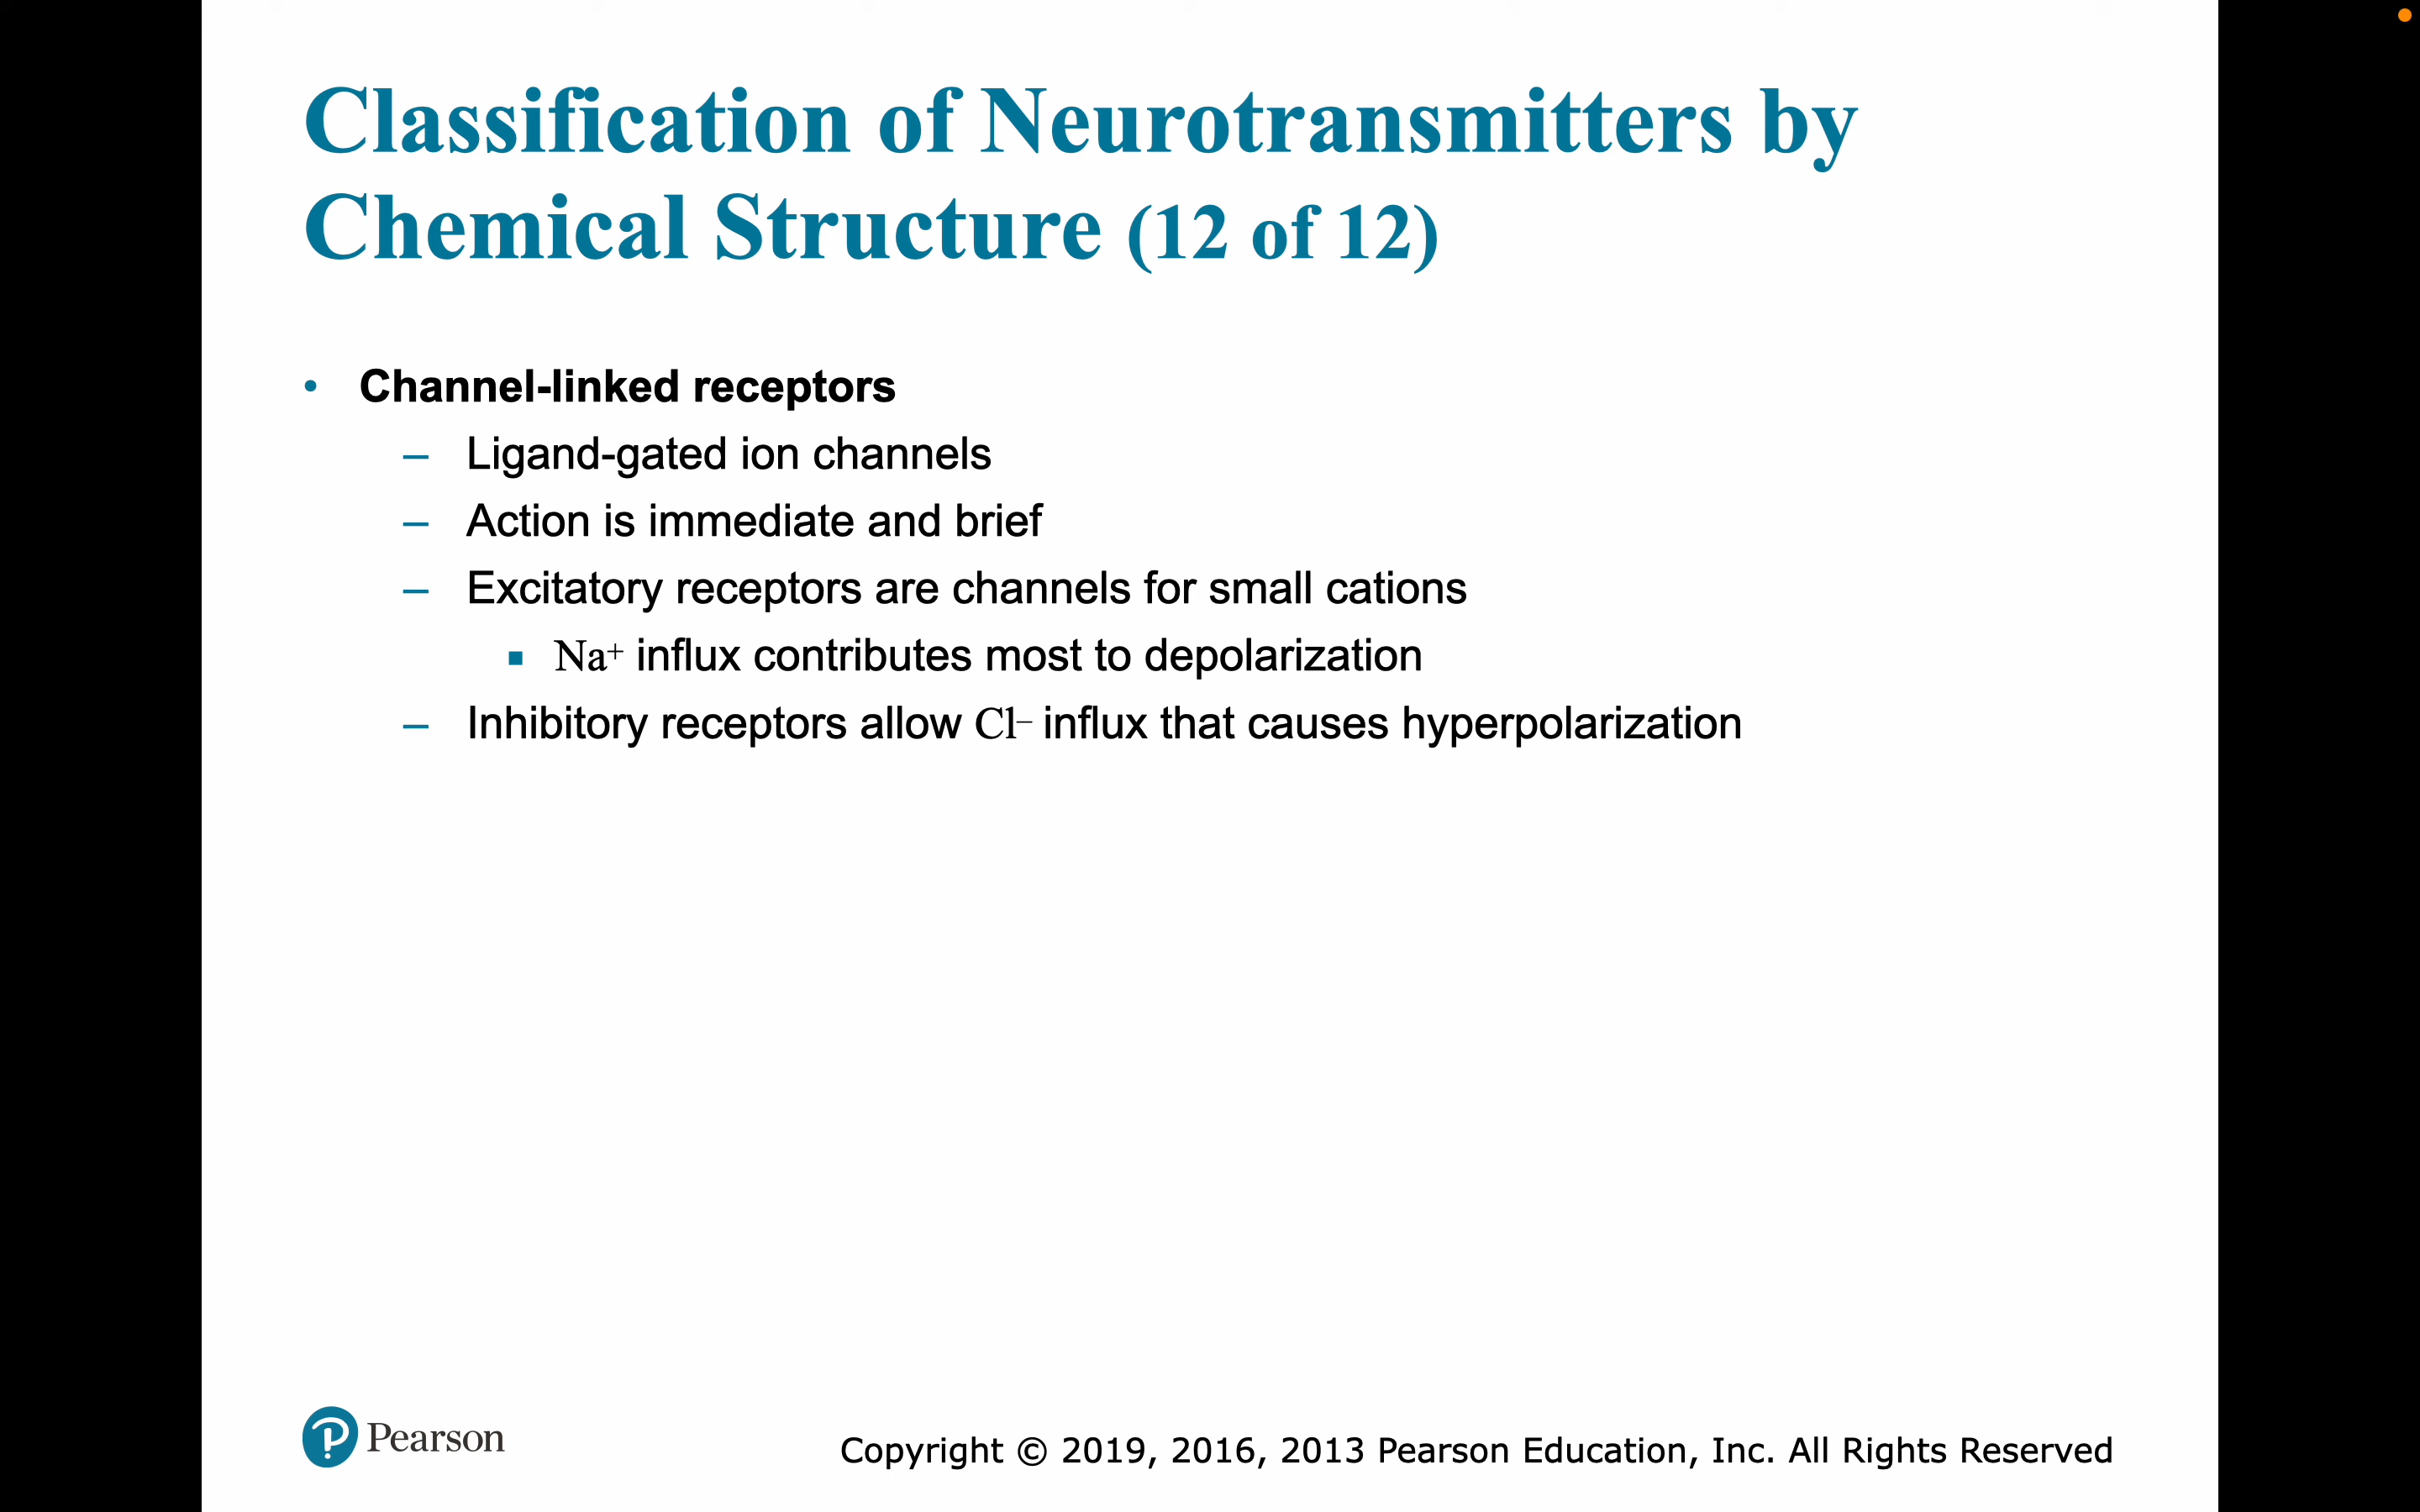 Classification of Neurotransmitters by
Chemical Structure (12 of 12)
• Channel-linked receptors
– Ligand-gated ion channels
– Action is immediate and brief
– Excitatory receptors are channels for small cations
▪ Na⁺ influx contributes most to depolarization
– Inhibitory receptors allow Cl⁻ influx that causes hyperpolarization
Pearson
Copyright © 2019, 2016, 2013 Pearson Education, Inc. All Rights Reserved